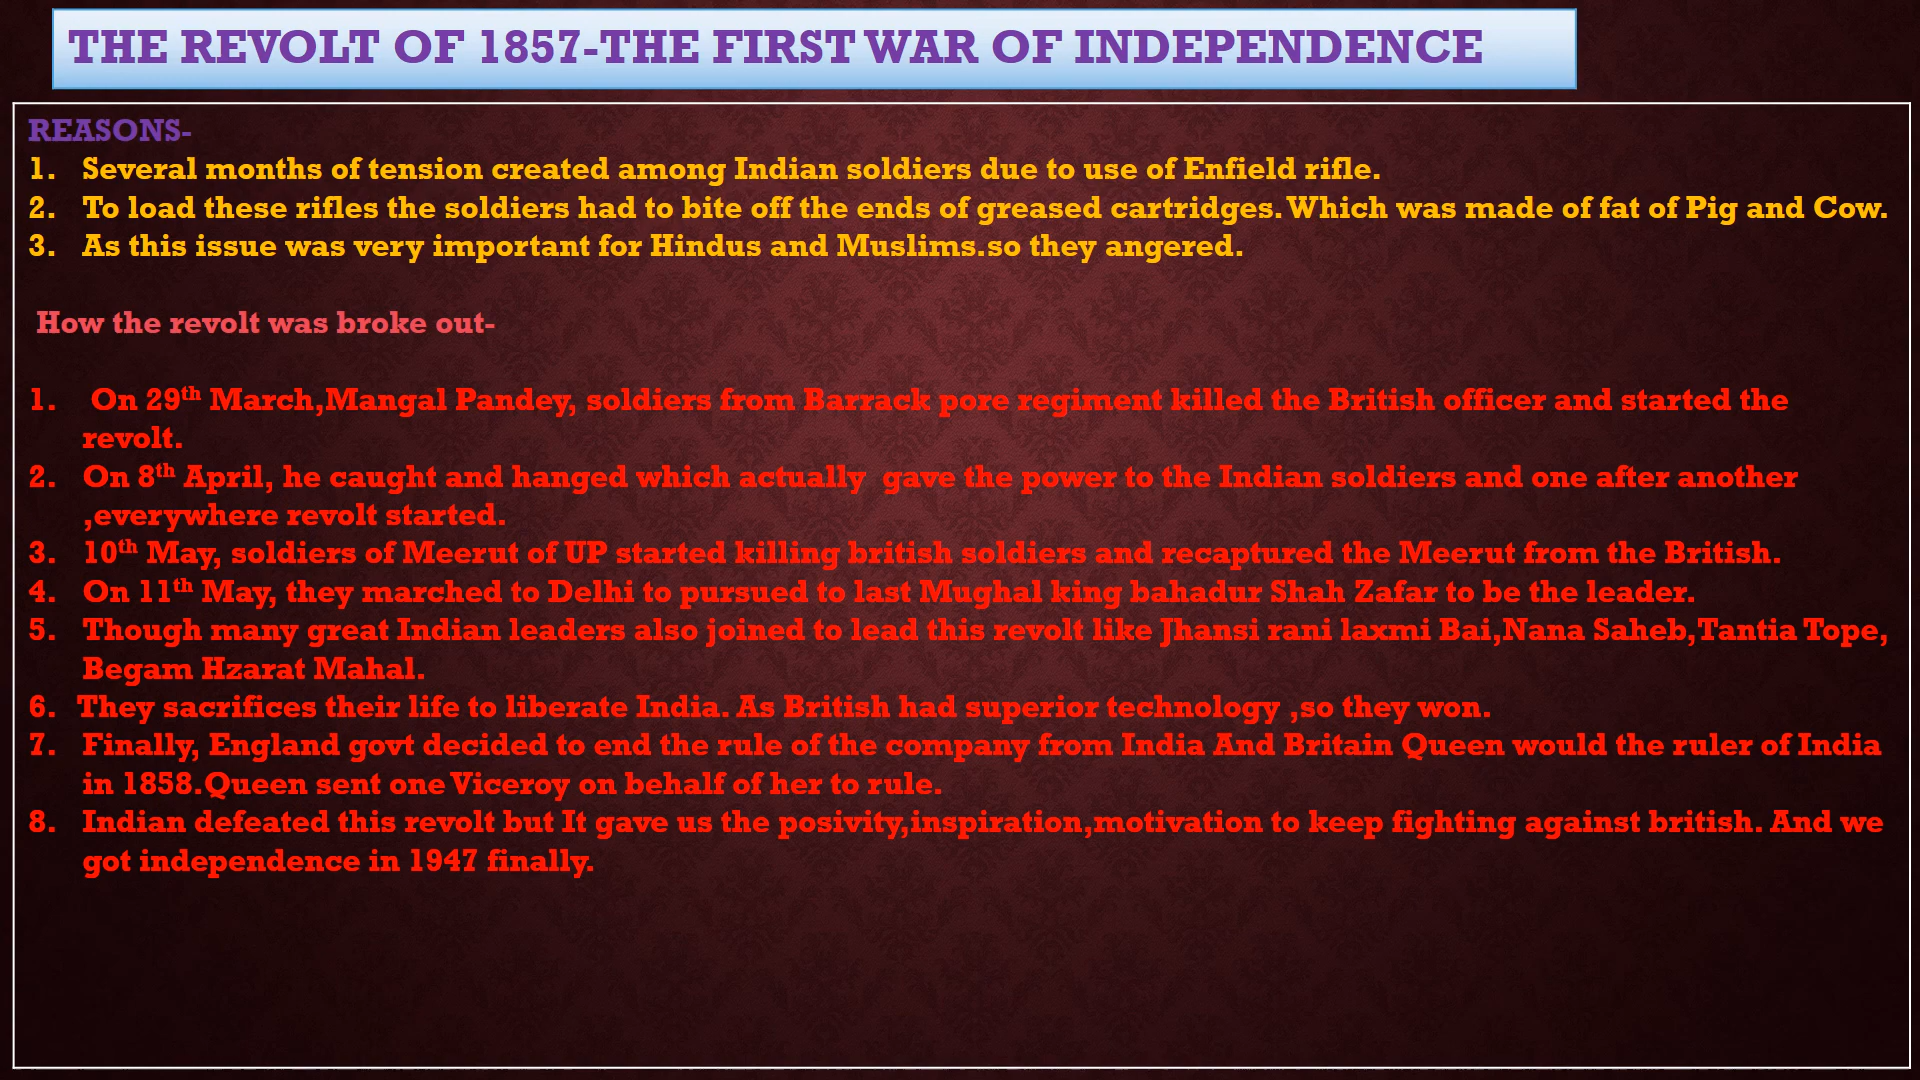 THE REVOLT OF 1857-THE FIRST WAR OF INDEPENDENCE
REASONS-
1. Several months of tension created among Indian soldiers due to use of Enfield rifle.
2. To load these rifles the soldiers had to bite off the ends of greased cartridges.Which was made of fat of Pig and Cow.
3. As this issue was very important for Hindus and Muslims.so they angered.
How the revolt was broke out-
1. On 29th March,Mangal Pandey, soldiers from Barrack pore regiment killed the British officer and started the
revolt.
2. On 8th April, he caught and hanged which actually gave the power to the Indian soldiers and one after another
,everywhere revolt started.
3. 10th May, soldiers of Meerut of UP started killing british soldiers and recaptured the Meerut from the British.
4. On 11th May, they marched to Delhi to pursued to last Mughal king bahadur Shah Zafar to be the leader.
5. Though many great Indian leaders also joined to lead this revolt like Jhansi rani laxmi Bai,Nana Saheb,Tantia Tope,
Begam Hzarat Mahal.
6. They sacrifices their life to liberate India. As British had superior technology ,so they won.
7. Finally, England govt decided to end the rule of the company from India And Britain Queen would the ruler of India
in 1858.Queen sent one Viceroy on behalf of her to rule.
8. Indian defeated this revolt but It gave us the posivity,inspiration,motivation to keep fighting against british. And we
got independence in 1947 finally.